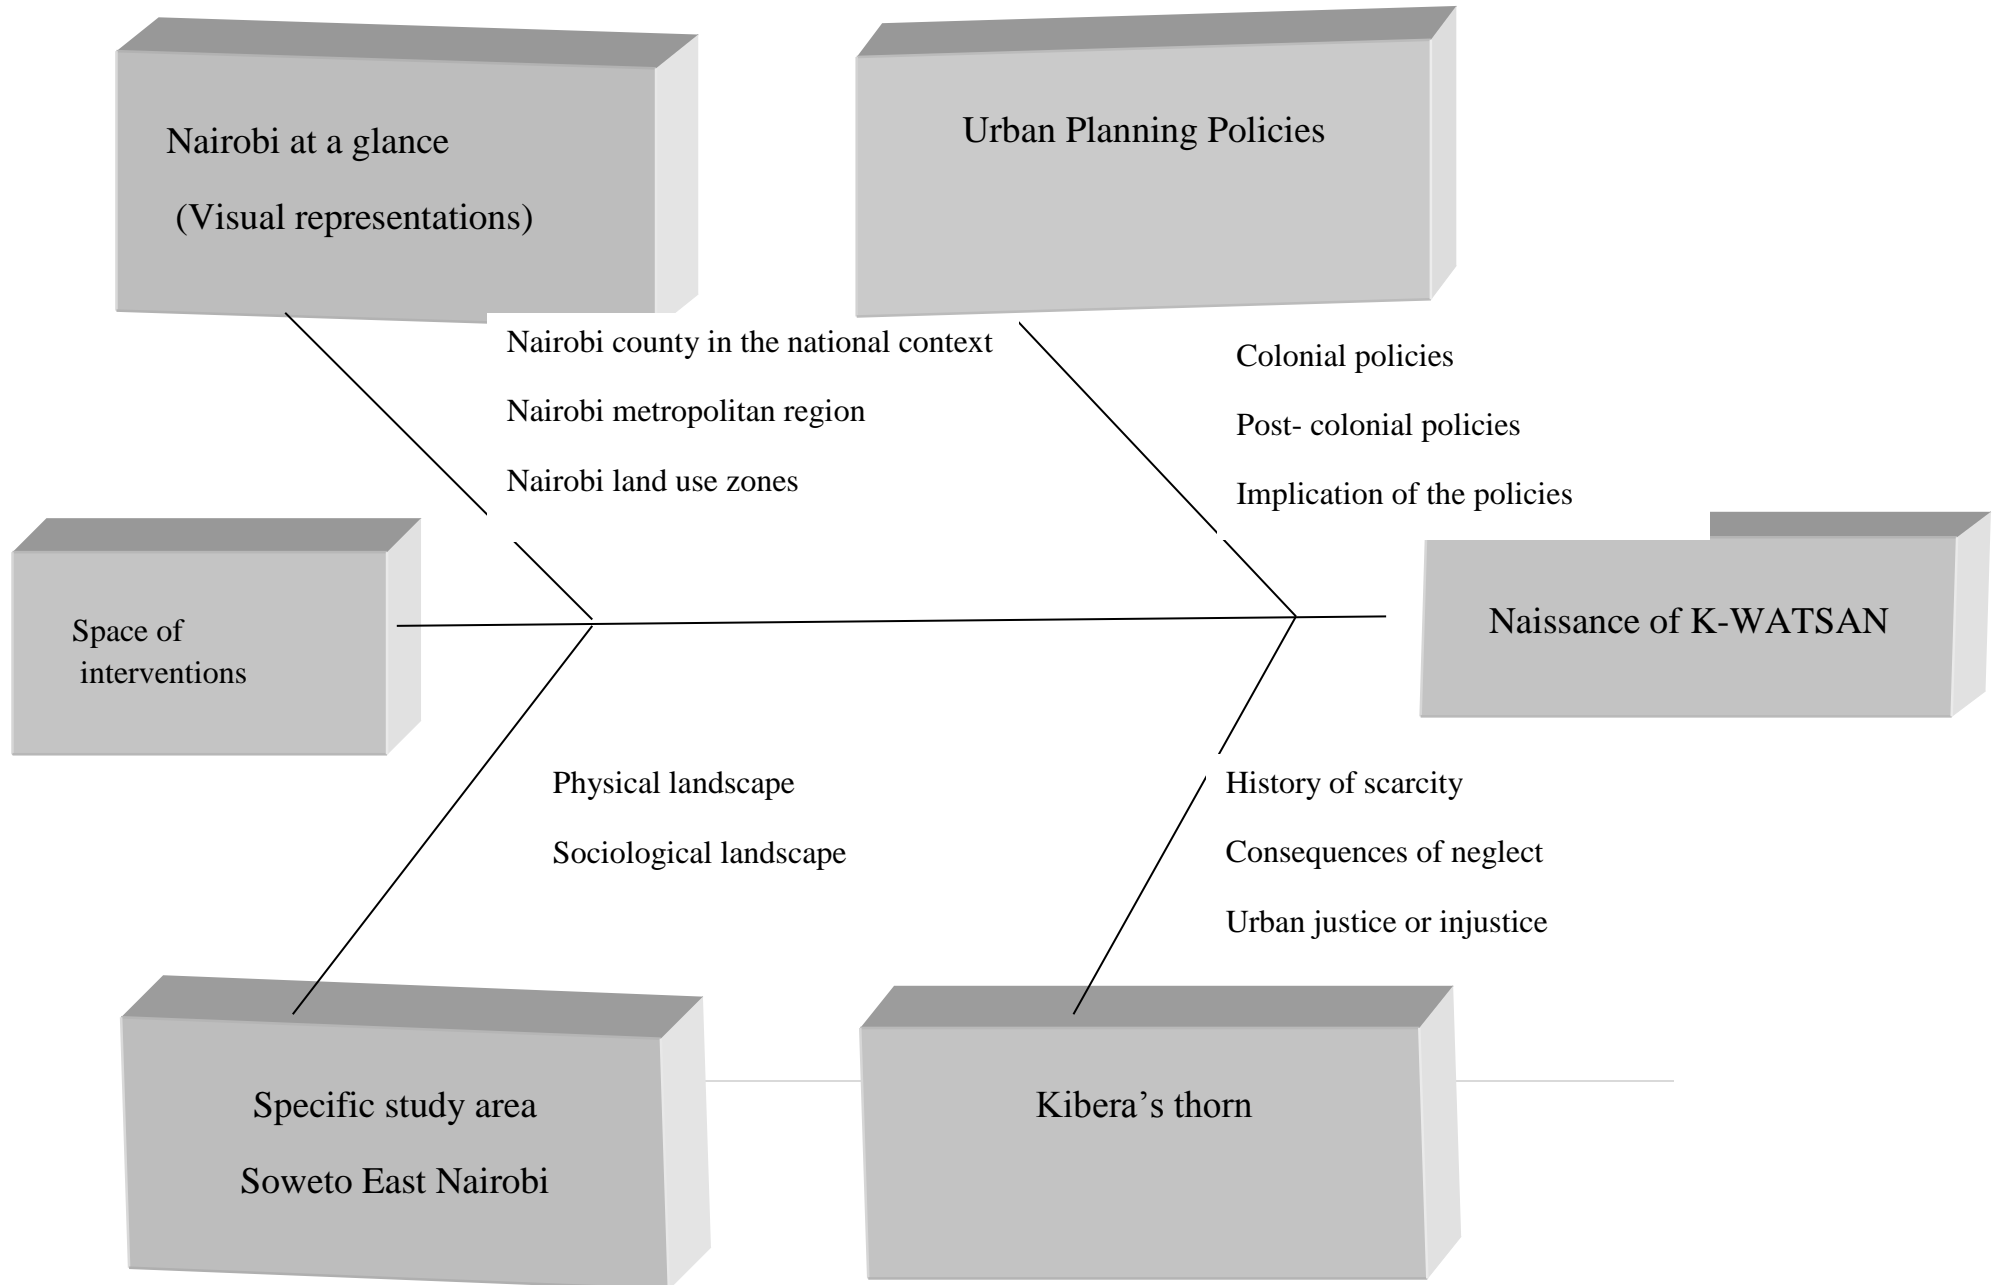 Nairobi at a glance
(Visual representations)
Urban Planning Policies
Nairobi county in the national context
Nairobi metropolitan region
Nairobi land use zones
Colonial policies
Post- colonial policies
Implication of the policies
Space of
interventions
Naissance of K-WATSAN
Physical landscape
Sociological landscape
History of scarcity
Consequences of neglect
Urban justice or injustice
Specific study area
Soweto East Nairobi
Kibera’s thorn